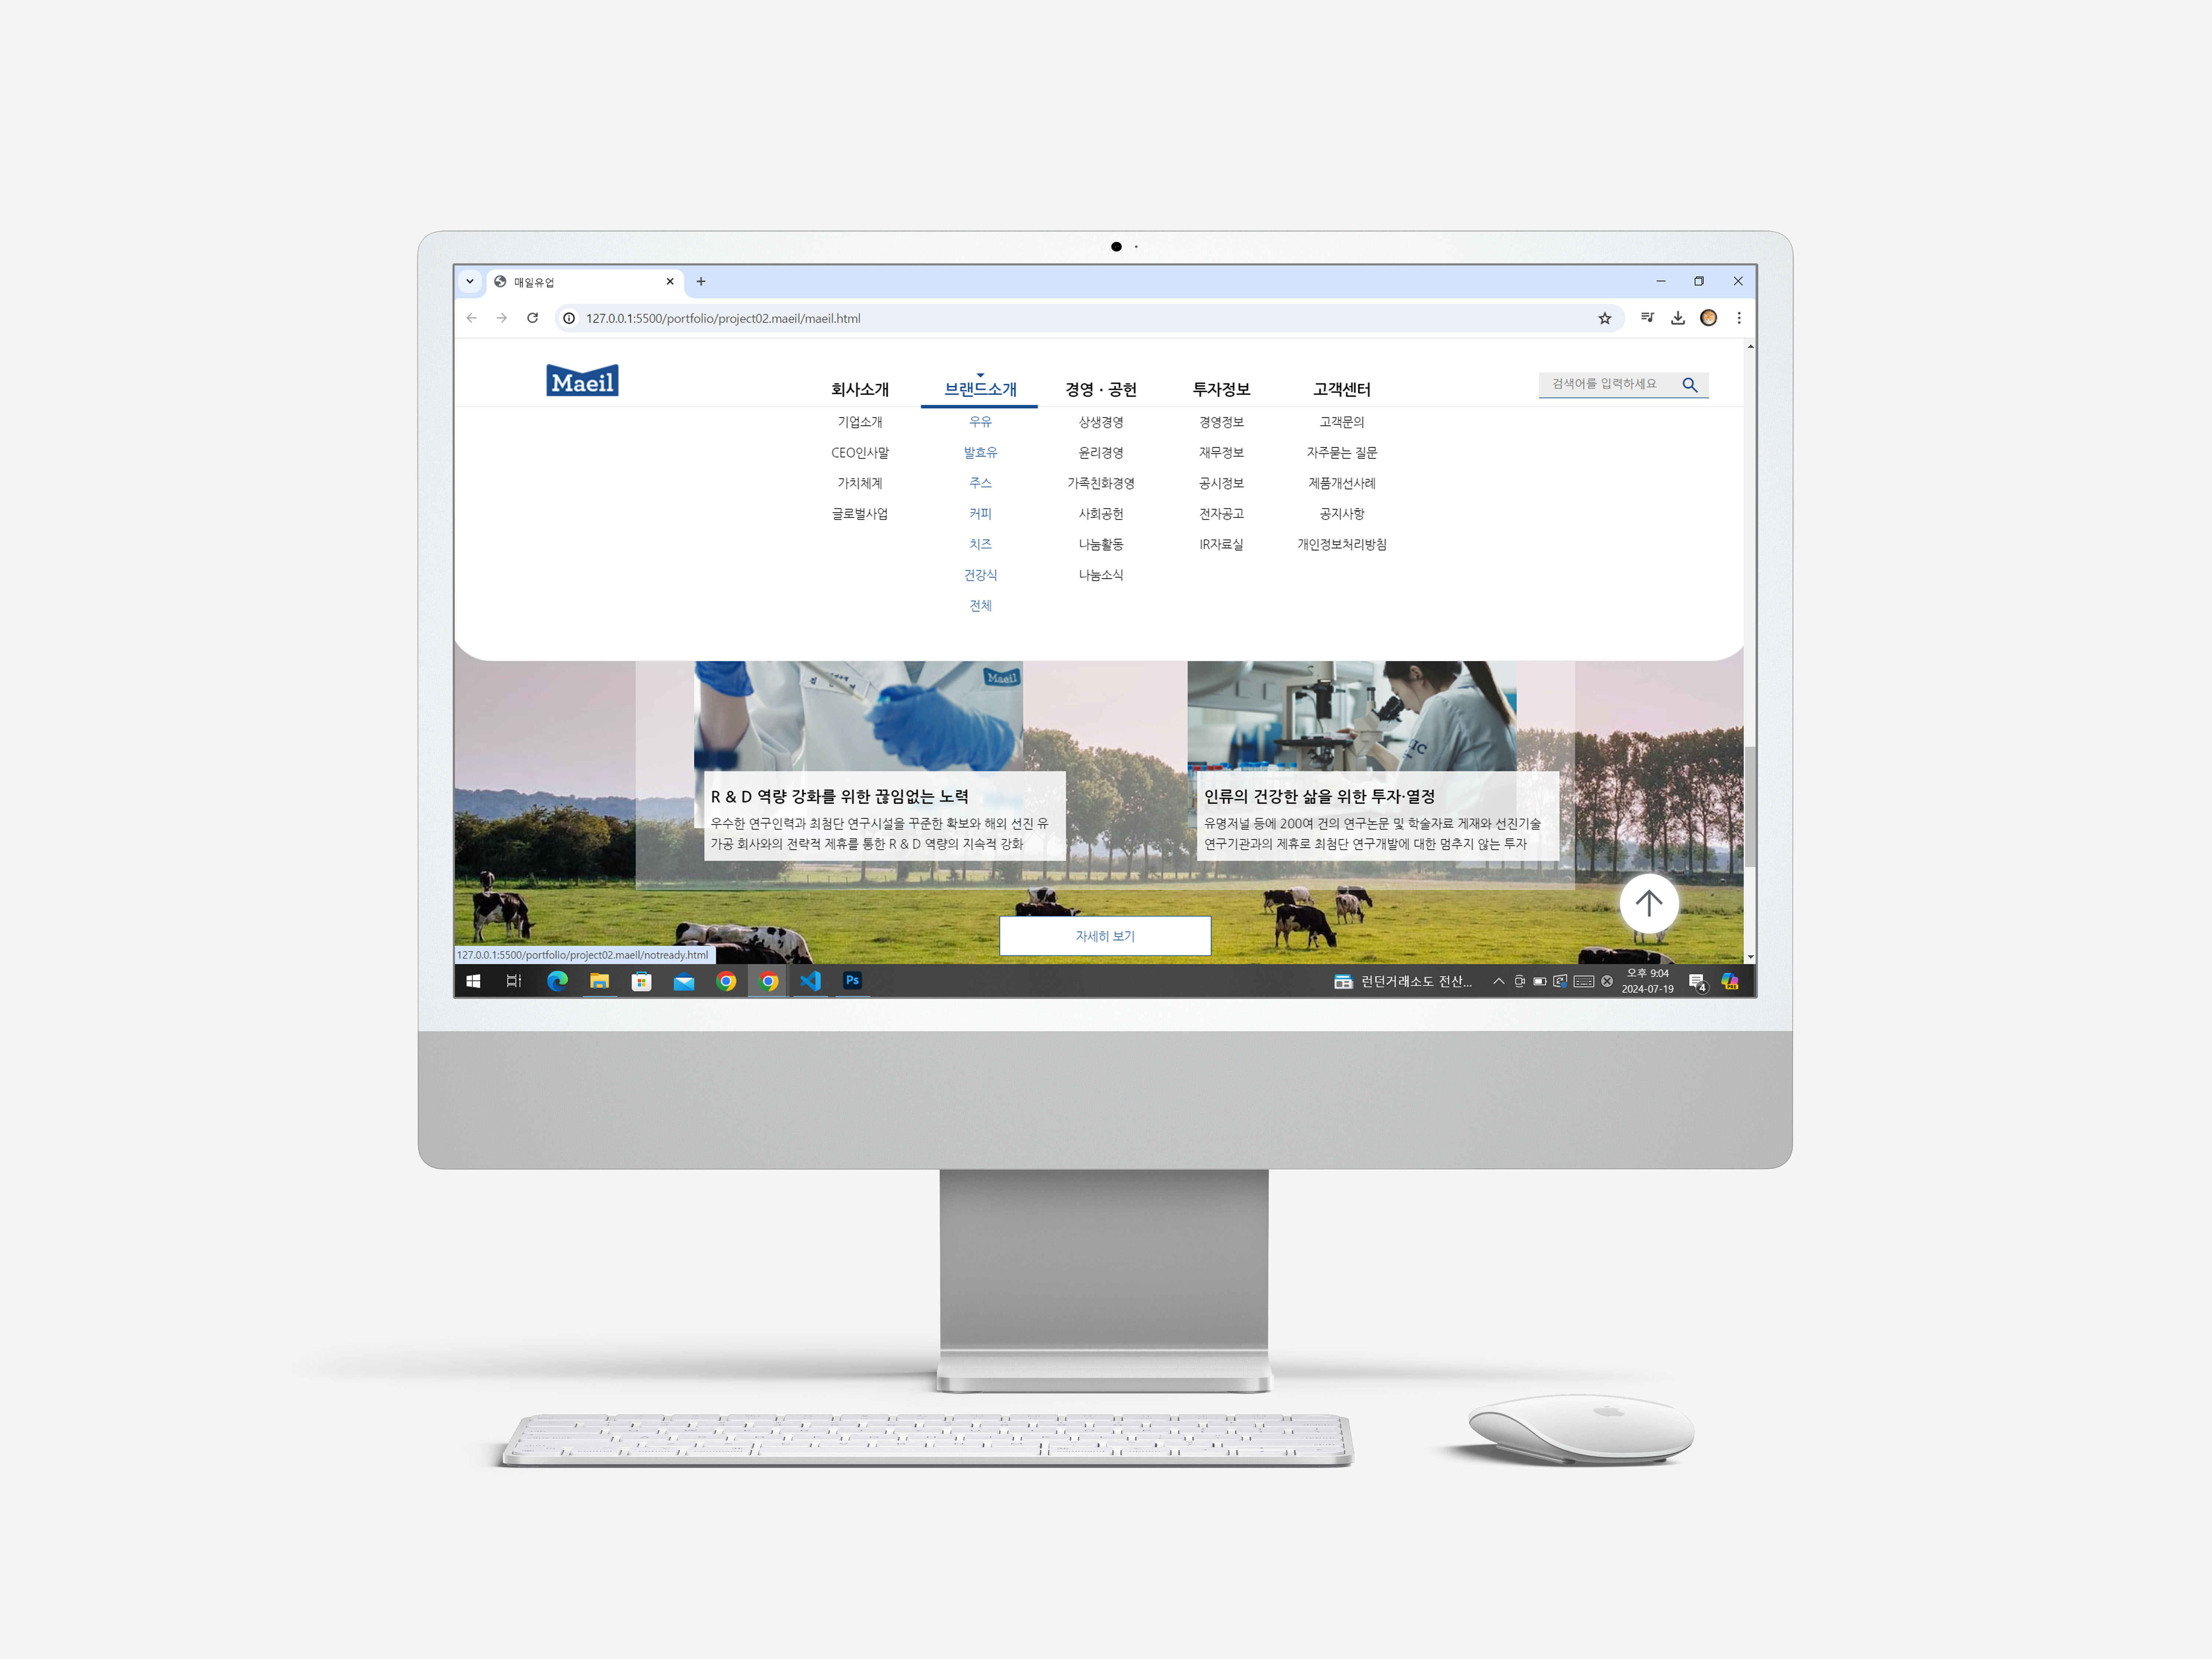 매일유업
127.0.0.1:5500/portfolio/project02.maeil/maeil.html
Maeil
회사소개
브랜드소개
경영 · 공헌
투자정보
고객센터
검색어를 입력하세요
기업소개
CEO인사말
가치체계
글로벌사업
우유
발효유
주스
커피
치즈
건강식
전체
상생경영
윤리경영
가족친화경영
사회공헌
나눔활동
나눔소식
경영정보
재무정보
공시정보
전자공고
IR자료실
고객문의
자주묻는 질문
제품개선사례
공지사항
개인정보처리방침
Maeil
R & D 역량 강화를 위한 끊임없는 노력
우수한 연구인력과 최첨단 연구시설을 꾸준한 확보와 해외 선진 유
가공 회사와의 전략적 제휴를 통한 R & D 역량의 지속적 강화
인류의 건강한 삶을 위한 투자·열정
유명저널 등에 200여 건의 연구논문 및 학술자료 게재와 선진기술
연구기관과의 제휴로 최첨단 연구개발에 대한 멈추지 않는 투자
자세히 보기
127.0.0.1:5500/portfolio/project02.maeil/notready.html
Ps
런던거래소도 전산...
오후 9:04
2024-07-19
4